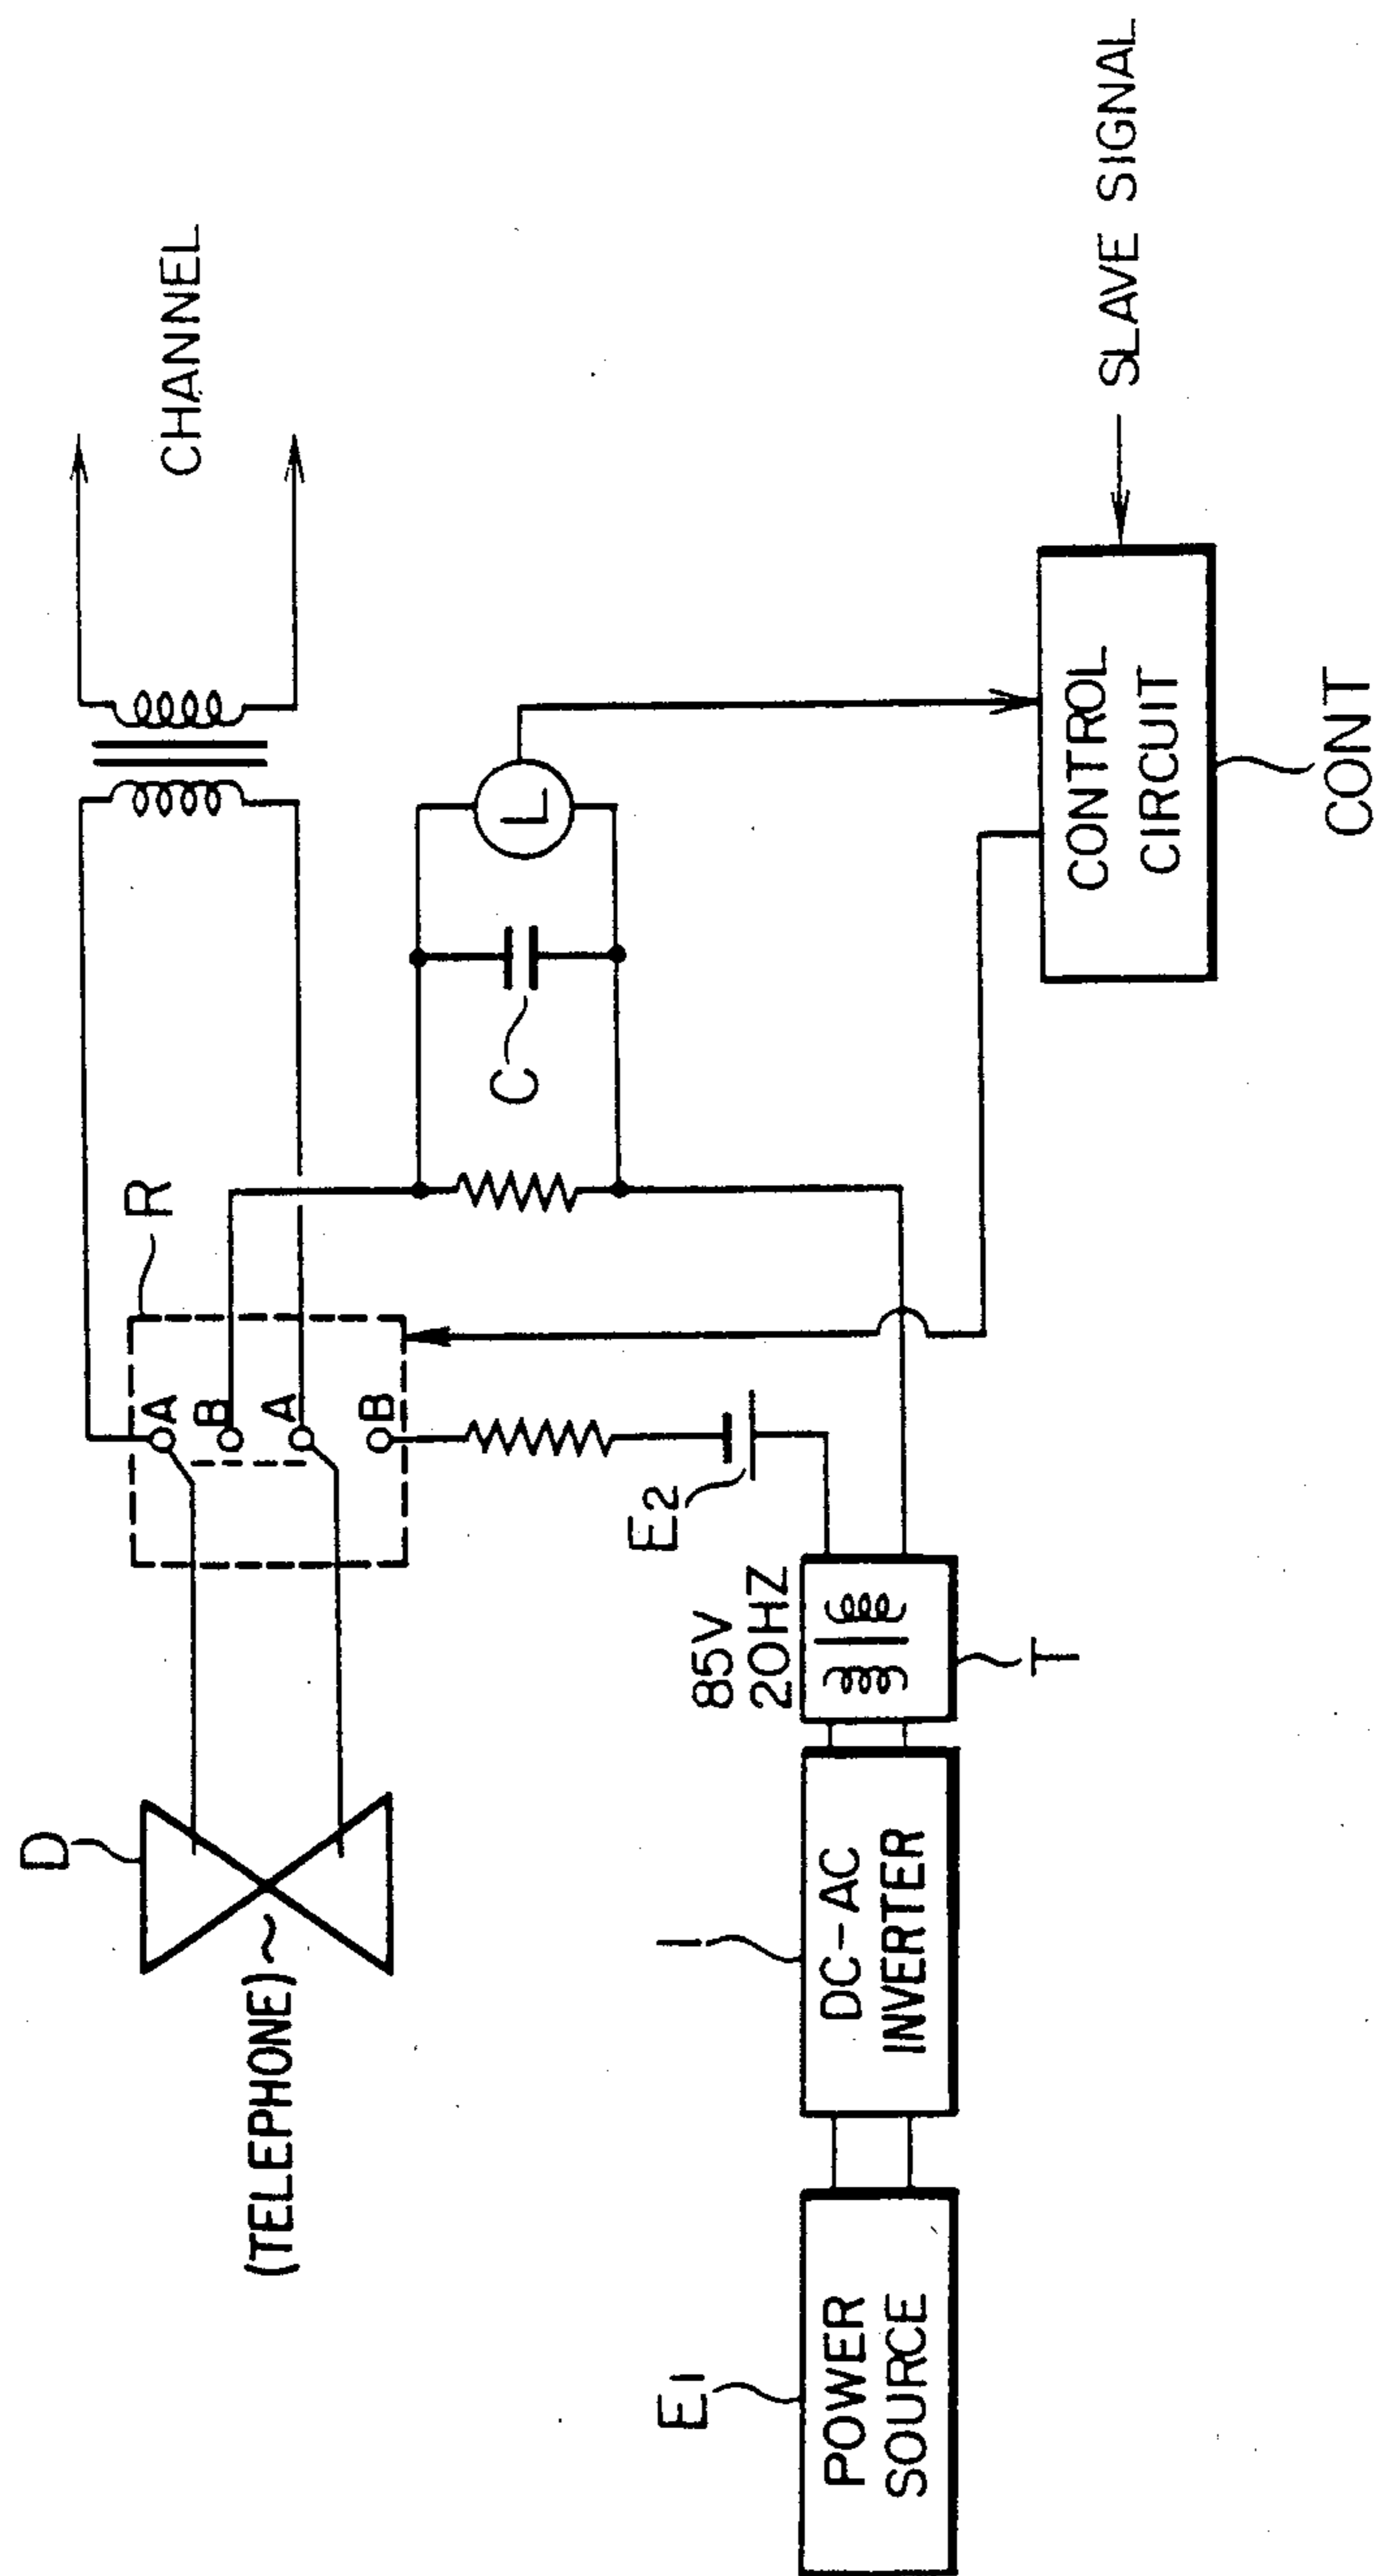 CHANNEL
R
A
B
A
B
D
(TELEPHONE)
C
L
E2
85V
20HZ
T
I
DC-AC
INVERTER
E1
POWER
SOURCE
SLAVE SIGNAL
CONTROL
CIRCUIT
CONT